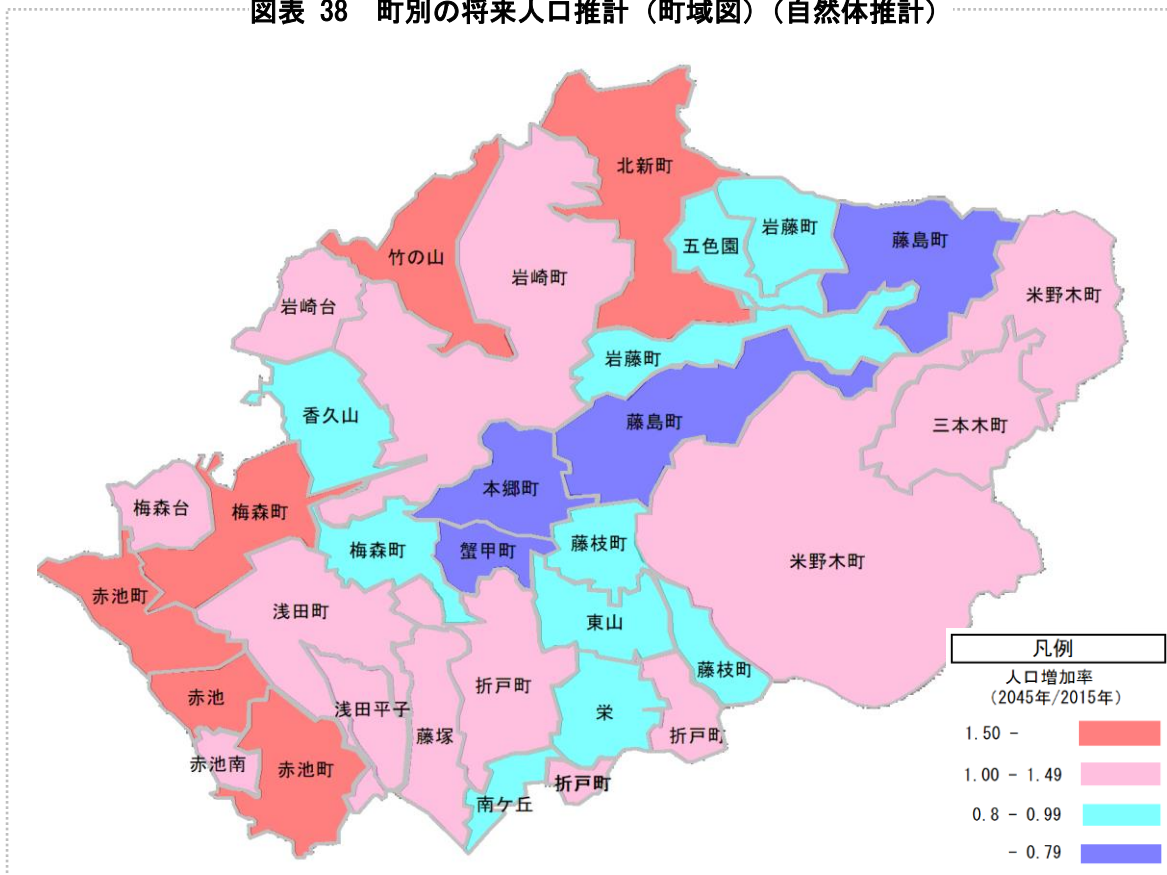 図表 38 町別の将来人口推計（町域図）（自然体推計）
北新町
岩藤町
五色園
藤島町
竹の山
岩崎町
米野木町
岩崎台
岩藤町
香久山
藤島町
三本木町
本郷町
梅森台
梅森町
梅森町
蟹甲町
藤枝町
米野木町
赤池町
浅田町
東山
藤枝町
折戸町
赤池
浅田平子
栄
藤塚
折戸町
赤池南
赤池町
折戸町
南ケ丘
凡例
人口増加率
（2045年/2015年）
1.50 -
1.00 - 1.49
0.8 - 0.99
- 0.79